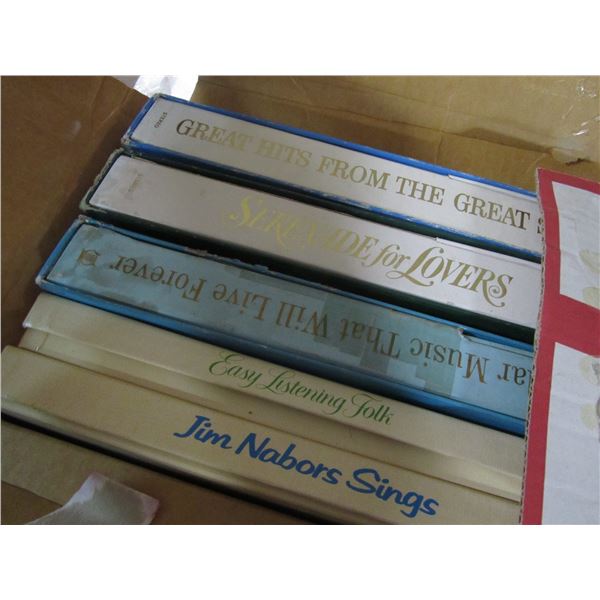 GREAT HITS FROM THE GREAT
SERENADE for LOVERS
ar Music That Will Live Forever
Easy Listening Folk
Jim Nabors Sings